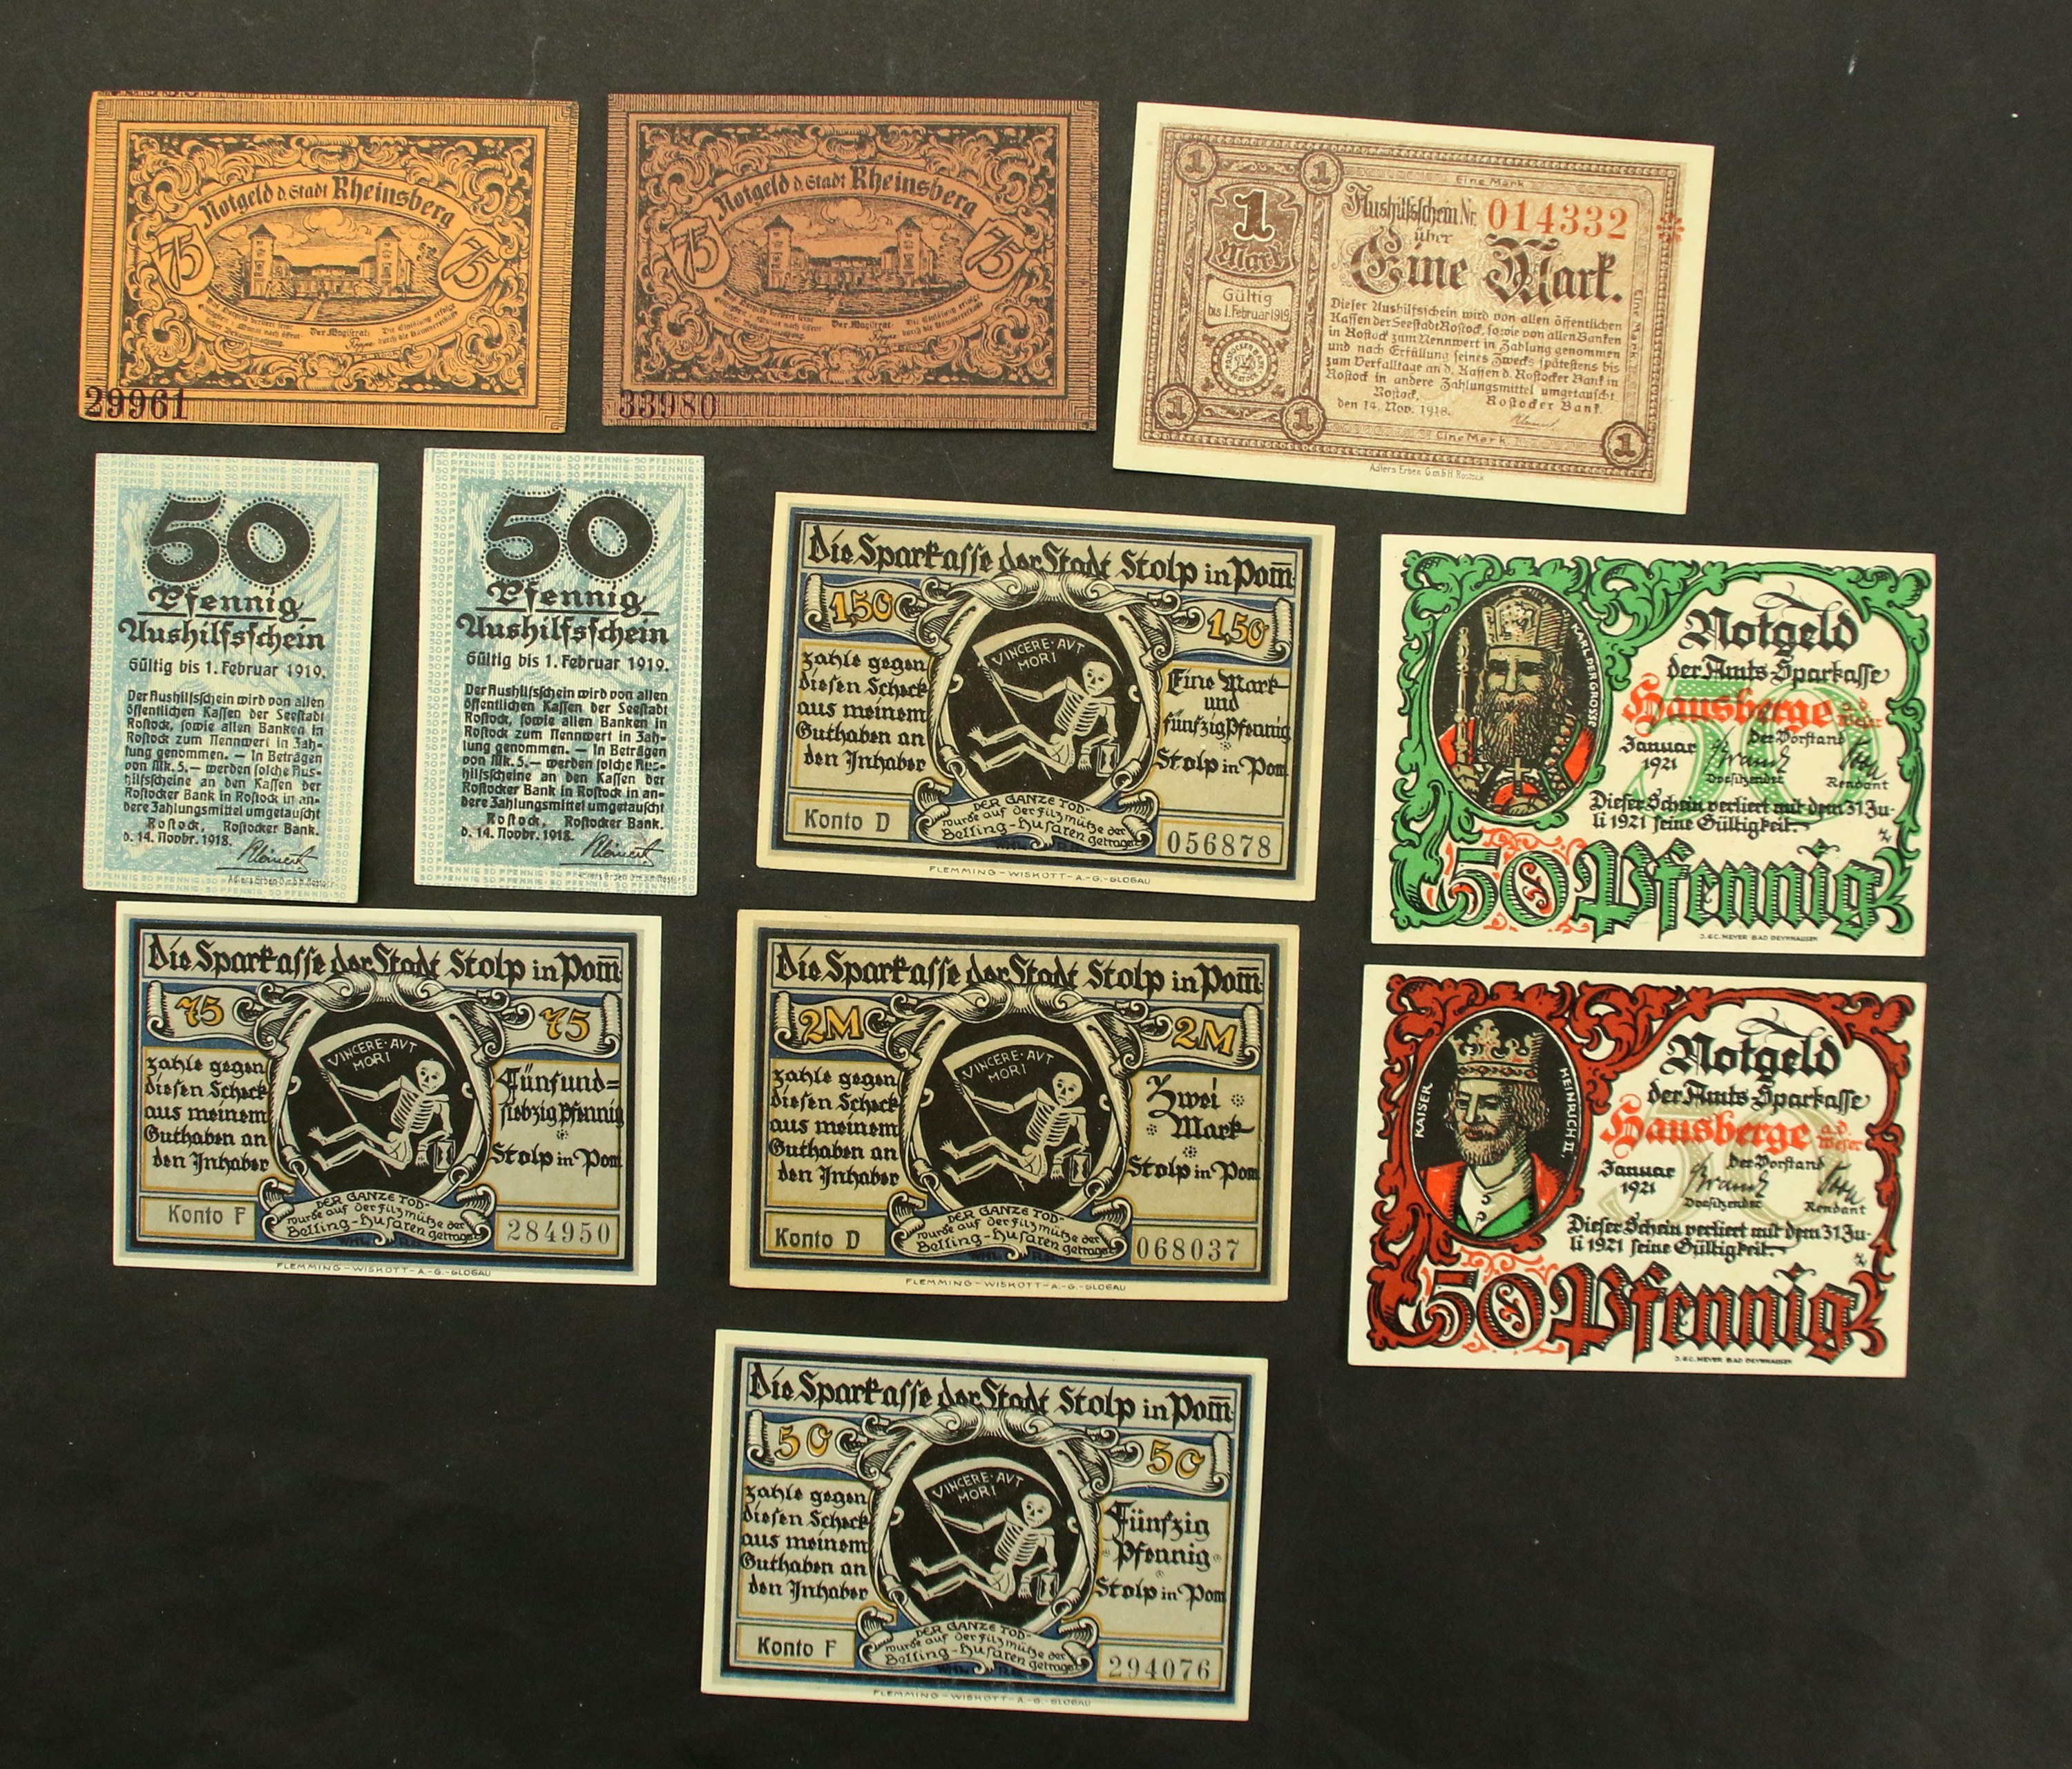 Notgeld d. Stadt Rheinsberg
75
75
Der Magistrat:
29961
Notgeld d. Stadt Rheinsberg
75
75
Der Magistrat:
33980
1
1
Eine Mark
1
Mark
Gültig
bis 1. Februar 1919
Aushilfsschein Nr. 014332
über
Eine Mark.
Dieser Aushilfsschein wird von allen öffentlichen
Kassen der Seestadt Rostock, sowie von allen Banken
in Rostock zum Nennwert in Zahlung genommen
und nach Erfüllung seines Zwecks spätestens bis
zum Verfalltage an d. Kassen d. Rostocker Bank in
Rostock in andere Zahlungsmittel umgetauscht
Rostock,
den 14. Nov. 1918.
Rostocker Bank.
Eine Mark
1
1
Eine Mark
1
Adlers Erben G.m.b.H Rostock
50
Pfennig
Aushilfsschein
Gültig bis 1. Februar 1919.
Der Aushilfsschein wird von allen
öffentlichen Kassen der Seestadt
Rostock, sowie allen Banken in
Rostock zum Nennwert in Zah-
lung genommen. — In Beträgen
von Mk. 5.— werden solche Aus-
hilfsscheine an den Kassen der
Rostocker Bank in Rostock in an-
dere Zahlungsmittel umgetauscht
Rostock, Rostocker Bank.
d. 14. Novbr. 1918.
50
Pfennig
Aushilfsschein
Gültig bis 1. Februar 1919.
Der Aushilfsschein wird von allen
öffentlichen Kassen der Seestadt
Rostock, sowie allen Banken in
Rostock zum Nennwert in Zah-
lung genommen. — In Beträgen
von Mk. 5.— werden solche Aus-
hilfsscheine an den Kassen der
Rostocker Bank in Rostock in an-
dere Zahlungsmittel umgetauscht
Rostock, Rostocker Bank.
d. 14. Novbr. 1918.
Die Sparkasse der Stadt Stolp in Pom̅
1,50
1,50
VINCERE · AVT
MORI
zahle gegen
diesen Scheck
aus meinem
Guthaben an
den Inhaber
Eine Mark
und
fünfzig Pfennig
Stolp in Pom
Konto D
DER GANZE TOD-
wurde auf der Filzmütze der
Belling-Husaren getragen
056878
FLEMMING-WISKOTT-A.-G.-GLOGAU
KARL DER GROSSE
Notgeld
der Amts Sparkasse
Hausberge a.d. Weser
50
Januar
1921
Der Vorstand
Vorsitzender
Rendant
Dieser Schein verliert mit dem 31 Ju-
li 1921 seine Gültigkeit.
50 Pfennig
J. & C. MEYER BAD OEYNHAUSEN
Die Sparkasse der Stadt Stolp in Pom̅
75
75
VINCERE · AVT
MORI
zahle gegen
diesen Scheck
aus meinem
Guthaben an
den Inhaber
Fünfund=
siebzig Pfennig
Stolp in Pom
Konto F
DER GANZE TOD-
wurde auf der Filzmütze der
Belling-Husaren getragen
284950
FLEMMING-WISKOTT-A.-G.-GLOGAU
Die Sparkasse der Stadt Stolp in Pom̅
2M
2M
VINCERE · AVT
MORI
zahle gegen
diesen Scheck
aus meinem
Guthaben an
den Inhaber
Zwei
Mark
Stolp in Pom
Konto D
DER GANZE TOD-
wurde auf der Filzmütze der
Belling-Husaren getragen
068037
FLEMMING-WISKOTT-A.-G.-GLOGAU
KAISER
HEINRICH II.
Notgeld
der Amts Sparkasse
Hausberge a.d. Weser
50
Januar
1921
Der Vorstand
Vorsitzender
Rendant
Dieser Schein verliert mit dem 31 Ju-
li 1921 seine Gültigkeit.
50 Pfennig
J. & C. MEYER BAD OEYNHAUSEN
Die Sparkasse der Stadt Stolp in Pom̅
50
50
VINCERE · AVT
MORI
zahle gegen
diesen Scheck
aus meinem
Guthaben an
den Inhaber
Fünfzig
Pfennig
Stolp in Pom
Konto F
DER GANZE TOD-
wurde auf der Filzmütze der
Belling-Husaren getragen
294076
FLEMMING-WISKOTT-A.-G.-GLOGAU